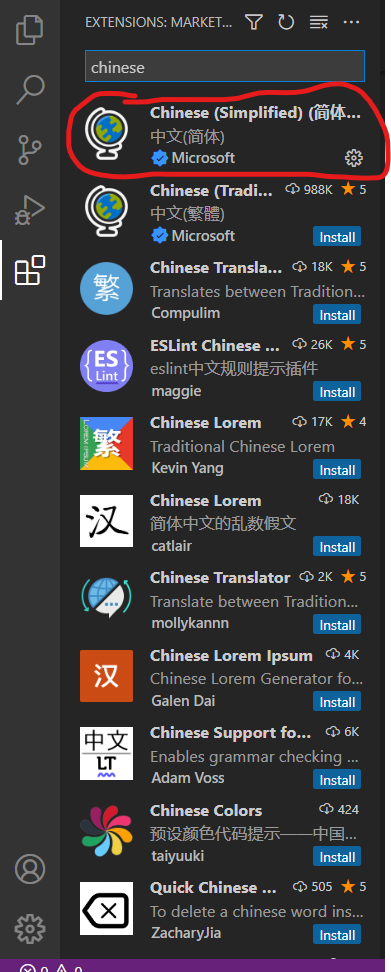 EXTENSIONS: MARKET...
chinese
Chinese (Simplified) (简体...
中文(简体)
Microsoft
Chinese (Tradi... 988K 5
中文(繁體)
Microsoft Install
繁
Chinese Transla... 18K 5
Translates between Tradition...
Compulim Install
ES
Lint
ESLint Chinese ... 26K 5
eslint中文规则提示插件
maggie Install
LOREM IPSUM
繁
Chinese Lorem 17K 4
Traditional Chinese Lorem
Kevin Yang Install
汉
Chinese Lorem 18K
简体中文的乱数假文
catlair Install
Chinese Translator 2K 5
Translate between Tradition...
mollykannn Install
汉
Chinese Lorem Ipsum 4K
Chinese Lorem Generator fo...
Galen Dai Install
中文
LT
Chinese Support fo... 6K
Enables grammar checking ...
Adam Voss Install
Chinese Colors 424
预设颜色代码提示——中国...
taiyuuki Install
Quick Chinese ... 505 5
To delete a chinese word ins...
ZacharyJia Install